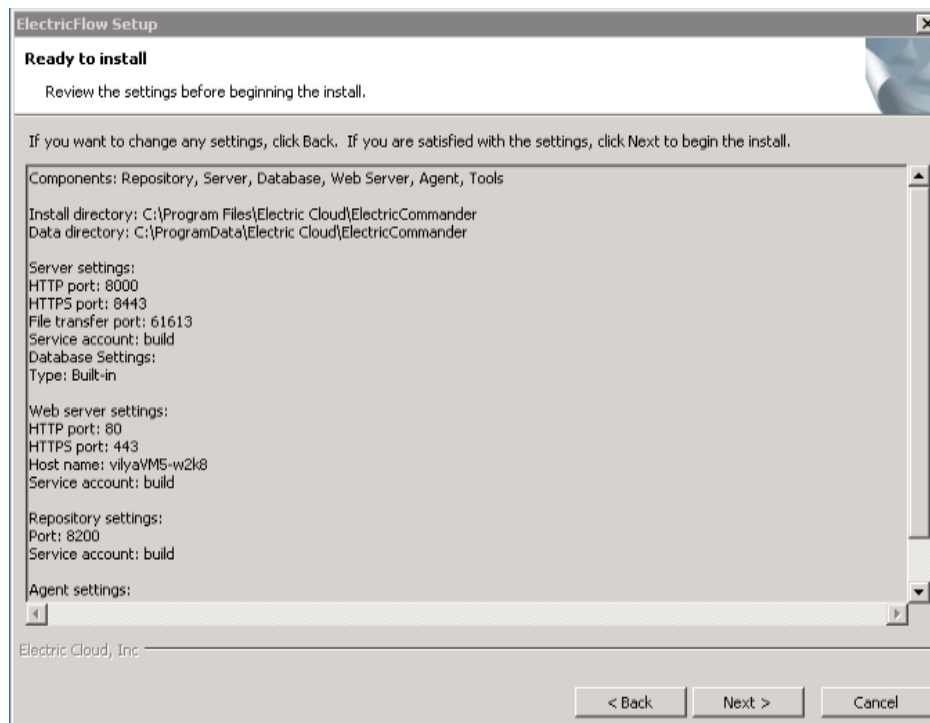 ElectricFlow Setup
Ready to install
Review the settings before beginning the install.
If you want to change any settings, click Back. If you are satisfied with the settings, click Next to begin the install.
Components: Repository, Server, Database, Web Server, Agent, Tools
Install directory: C:\Program Files\Electric Cloud\ElectricCommander
Data directory: C:\ProgramData\Electric Cloud\ElectricCommander
Server settings:
HTTP port: 8000
HTTPS port: 8443
File transfer port: 61613
Service account: build
Database Settings:
Type: Built-in
Web server settings:
HTTP port: 80
HTTPS port: 443
Host name: vilyaVM5-w2k8
Service account: build
Repository settings:
Port: 8200
Service account: build
Agent settings:
Electric Cloud, Inc
< Back
Next >
Cancel